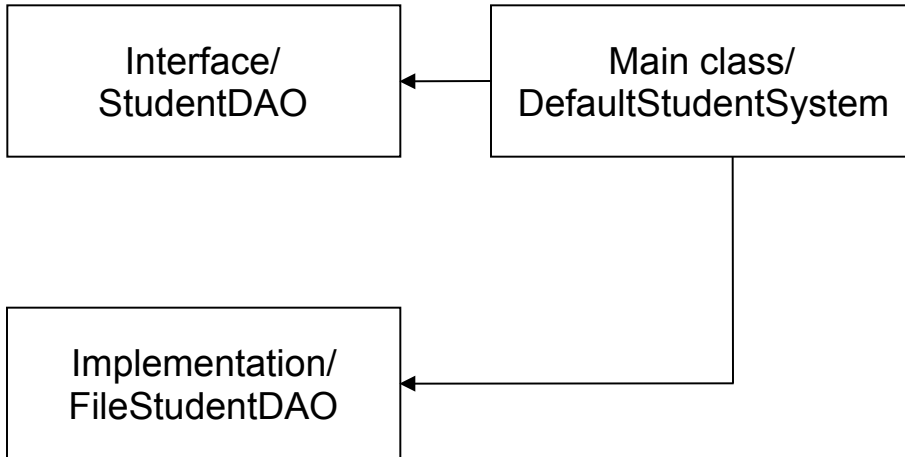 Interface/
StudentDAO
Main class/
DefaultStudentSystem
Implementation/
FileStudentDAO